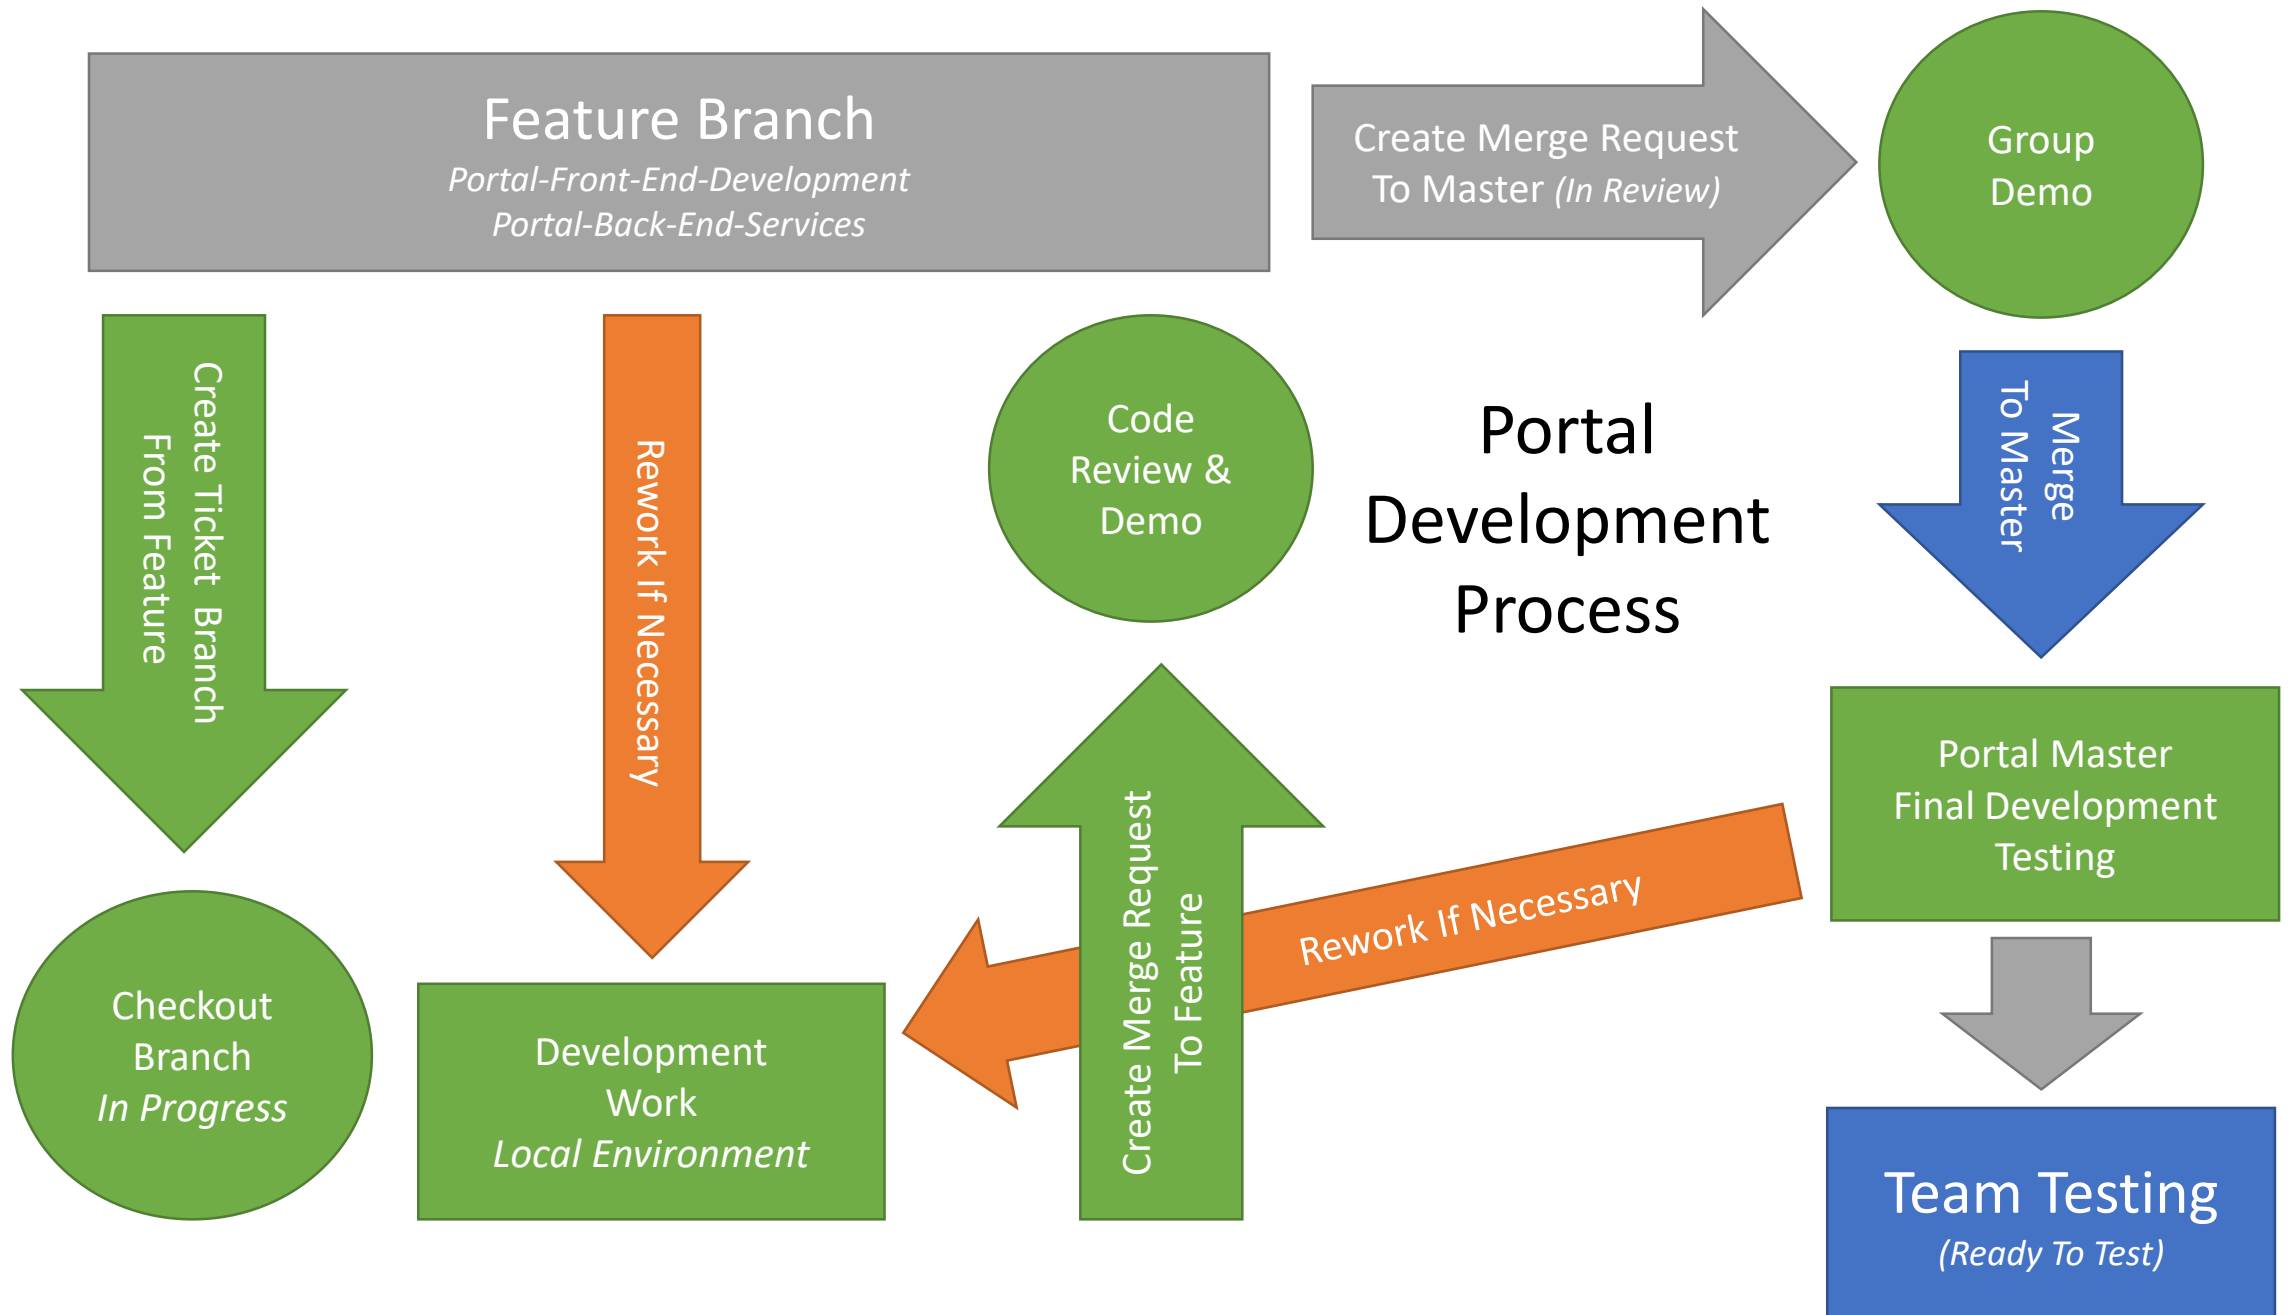 Feature Branch
Portal-Front-End-Development
Portal-Back-End-Services
Create Merge Request
To Master (In Review)
Group
Demo
Create Ticket Branch
From Feature
Rework If Necessary
Code
Review &
Demo
Portal
Development
Process
Merge
To Master
Checkout
Branch
In Progress
Development
Work
Local Environment
Create Merge Request
To Feature
Rework If Necessary
Portal Master
Final Development
Testing
Team Testing
(Ready To Test)